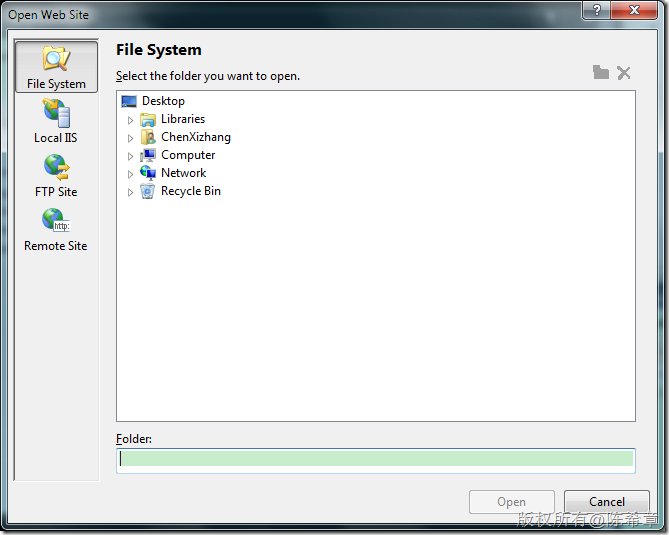 Open Web Site
File System
Local IIS
FTP Site
http:
Remote Site
File System
Select the folder you want to open.
Desktop
Libraries
ChenXizhang
Computer
Network
Recycle Bin
Folder:
Open
Cancel
版权所有@陈希章